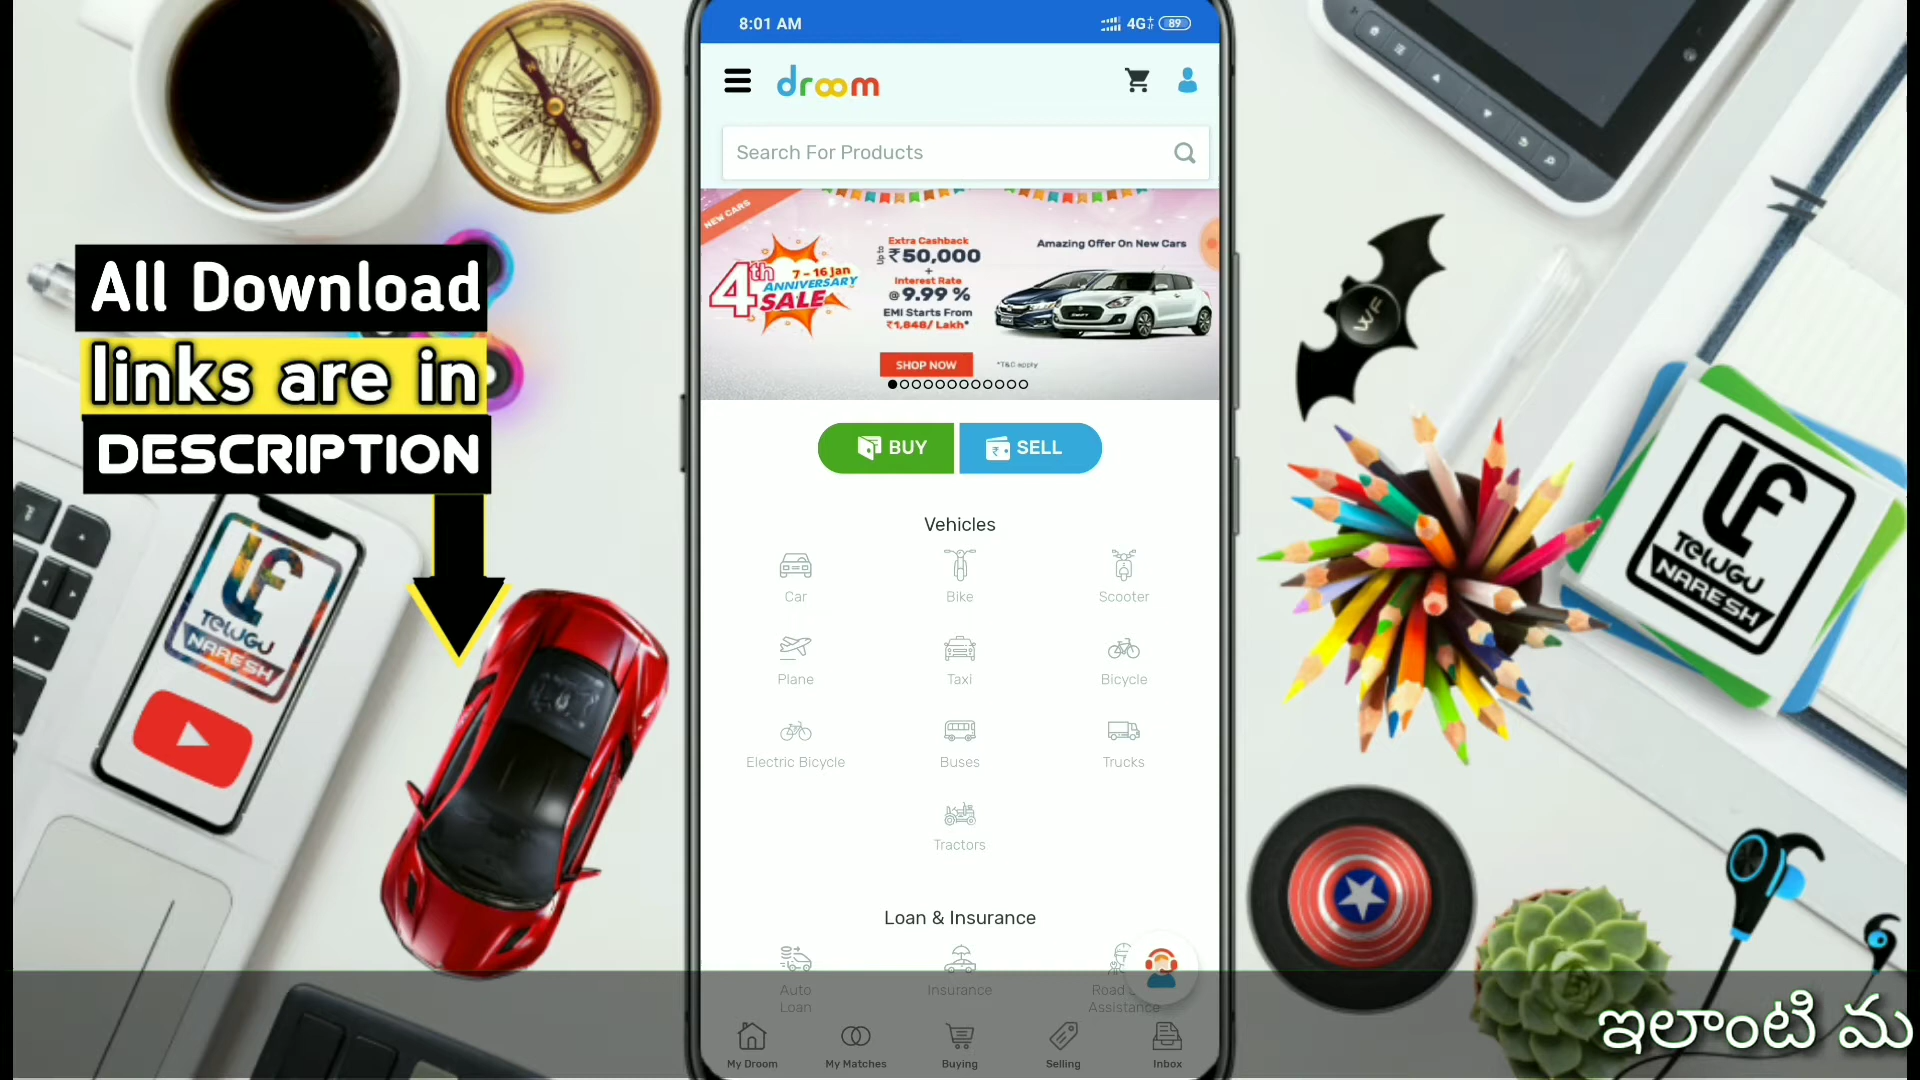 8:01 AM
4G+
89
droom
Search For Products
NEW CARS
4th
7 - 16 Jan
ANNIVERSARY
SALE
Extra Cashback
Up to ₹50,000
+
Interest Rate
@ 9.99 %
EMI Starts From
₹1,848/ Lakh*
Amazing Offer On New Cars
SHOP NOW
*T&C apply
BUY
SELL
Vehicles
Car
Bike
Scooter
Plane
Taxi
Bicycle
Electric Bicycle
Buses
Trucks
Tractors
Loan & Insurance
Auto
Loan
Insurance
Road
Assistance
My Droom
My Matches
Buying
Selling
Inbox
All Download
links are in
DESCRIPTION
TELUGU
NARESH
WF
TELUGU
NARESH
ఇలాంటి మ